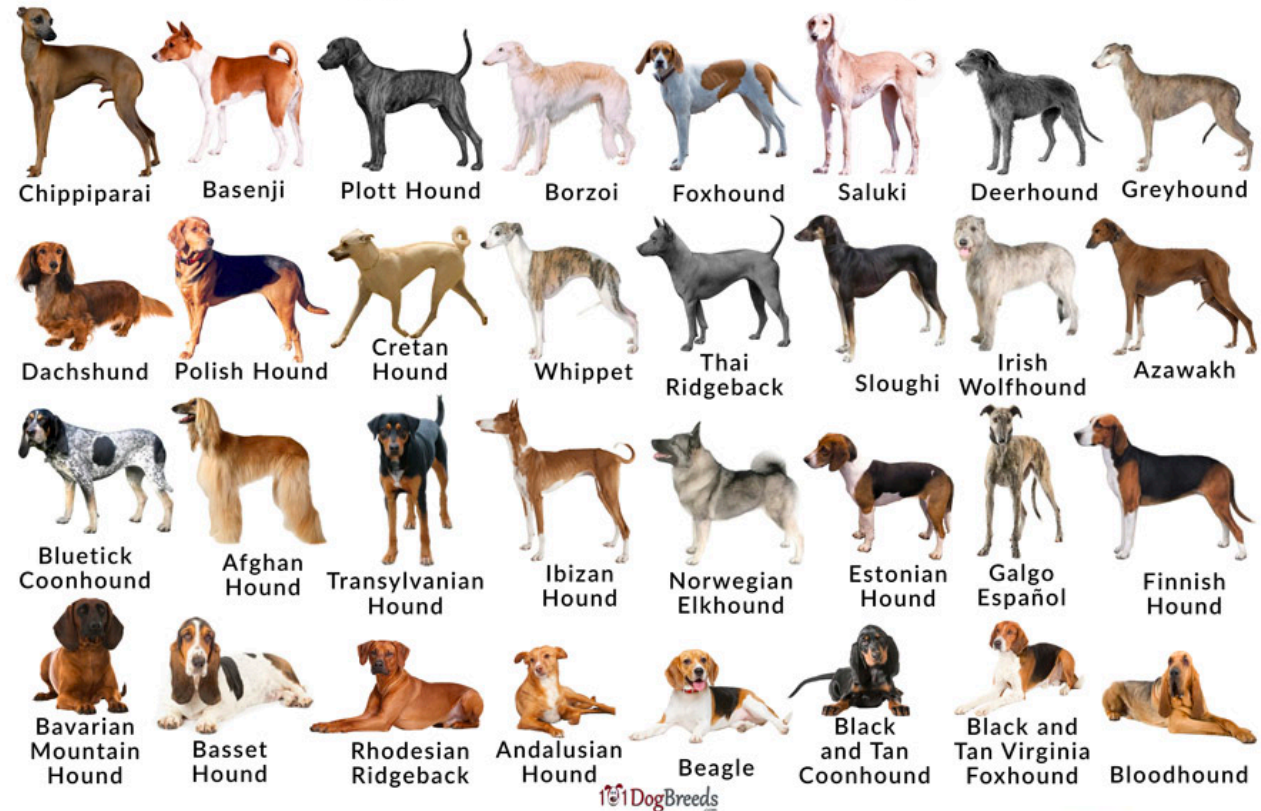 Chippiparai
Basenji
Plott Hound
Borzoi
Foxhound
Saluki
Deerhound
Greyhound
Dachshund
Polish Hound
Cretan
Hound
Whippet
Thai
Ridgeback
Sloughi
Irish
Wolfhound
Azawakh
Bluetick
Coonhound
Afghan
Hound
Transylvanian
Hound
Ibizan
Hound
Norwegian
Elkhound
Estonian
Hound
Galgo
Español
Finnish
Hound
Bavarian
Mountain
Hound
Basset
Hound
Rhodesian
Ridgeback
Andalusian
Hound
Beagle
Black
and Tan
Coonhound
Black and
Tan Virginia
Foxhound
Bloodhound
101DogBreeds